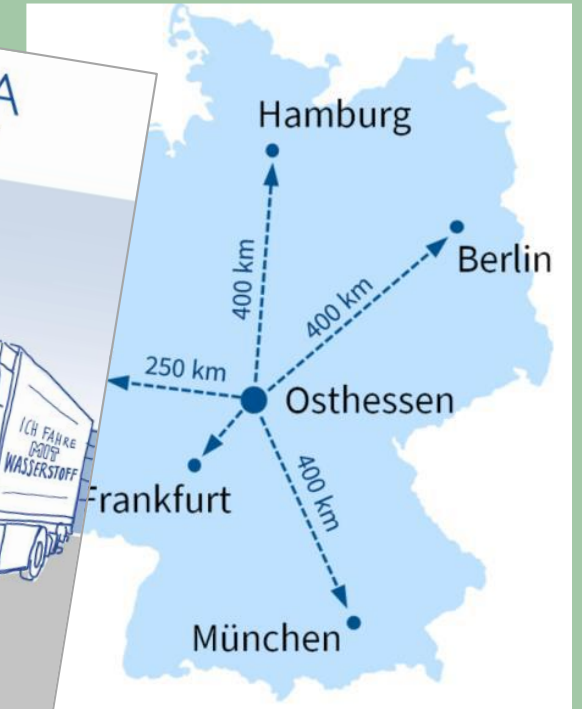 A
Hamburg
400 km
Berlin
400 km
250 km
Osthessen
ICH FAHRE
MIT
WASSERSTOFF
400 km
Frankfurt
München